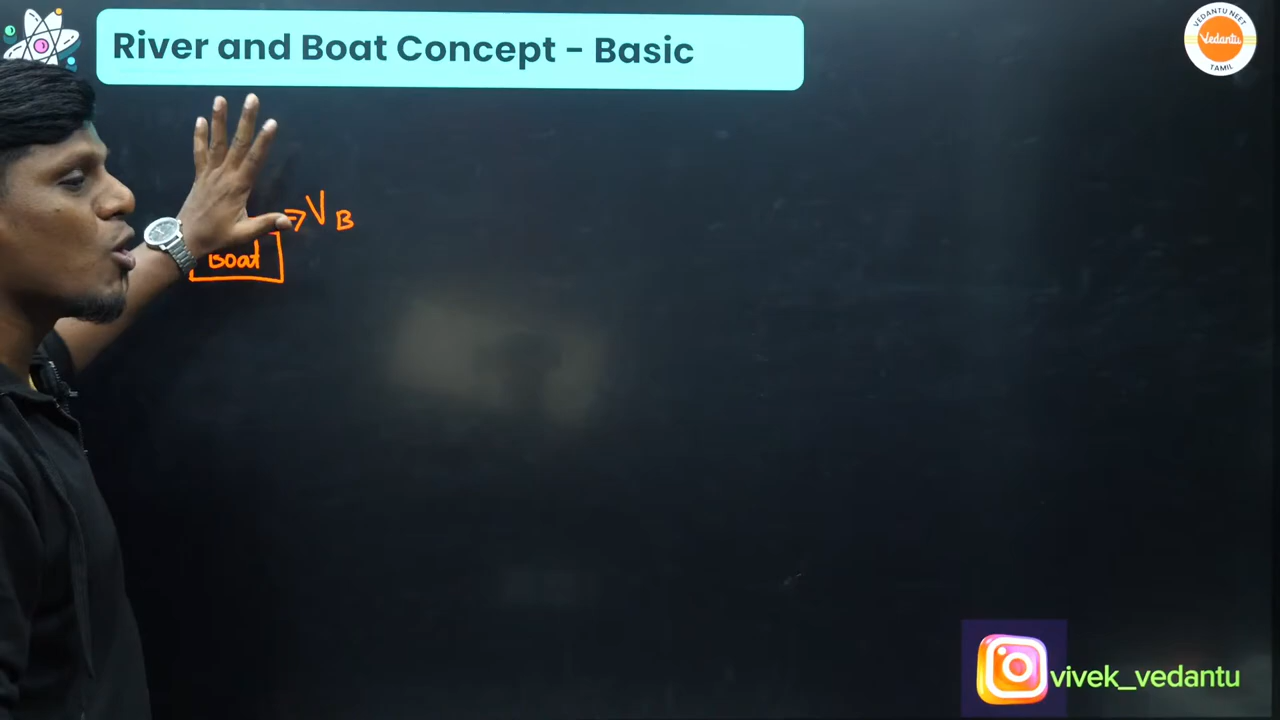 River and Boat Concept - Basic
VEDANTU NEET
Vedantu
TAMIL
V B
Boat
vivek_vedantu